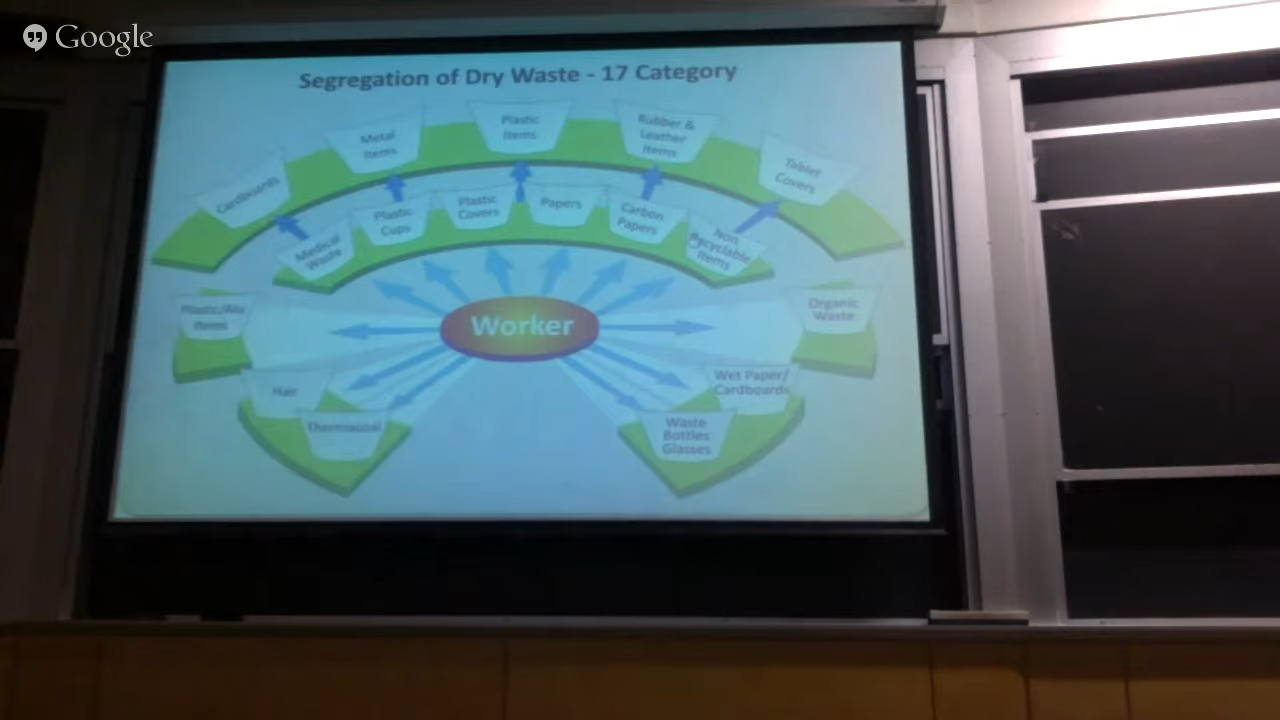 Google
Segregation of Dry Waste - 17 Category
Cardboards
Metal
Items
Plastic
Items
Rubber &
Leather
Items
Tablet
Covers
Medical
Waste
Plastic
Cups
Plastic
Covers
Papers
Carbon
Papers
Non
Recyclable
Items
Plastic/Alu
Items
Worker
Organic
Waste
Hair
Thermacoal
Wet Paper/
Cardboards
Waste
Bottles
Glasses